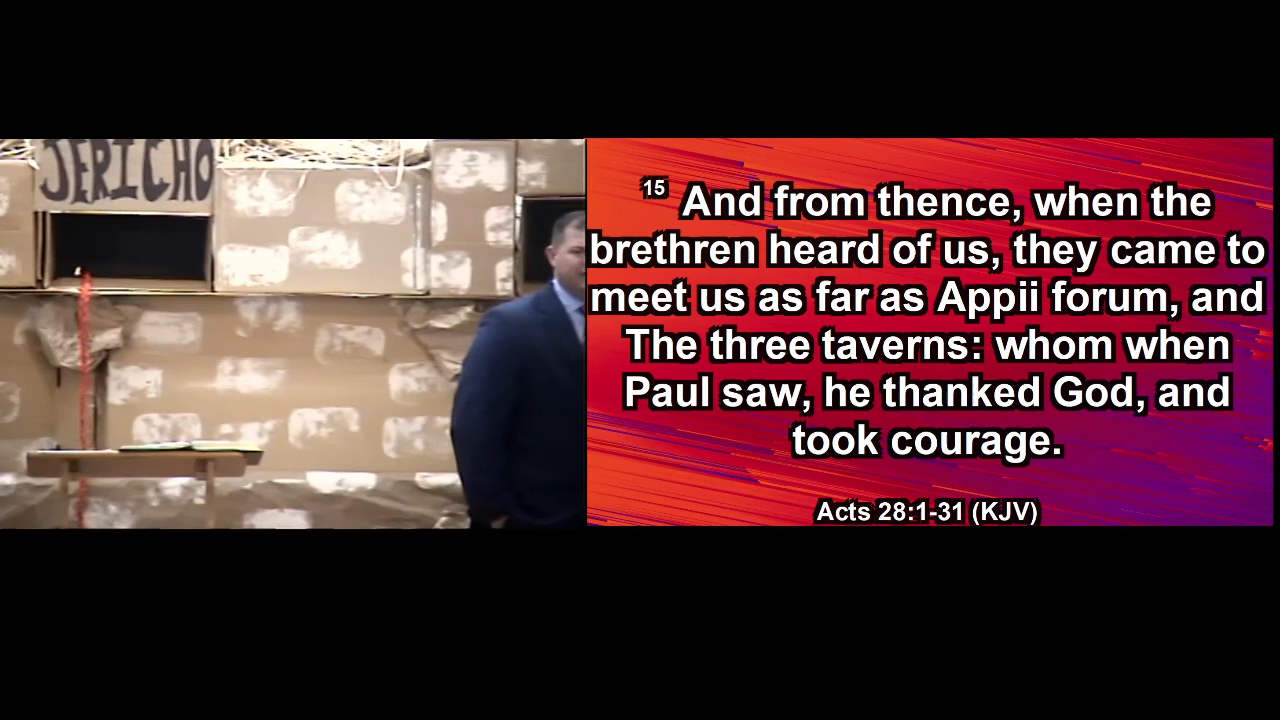 JERICHO
15 And from thence, when the
brethren heard of us, they came to
meet us as far as Appii forum, and
The three taverns: whom when
Paul saw, he thanked God, and
took courage.
Acts 28:1-31 (KJV)